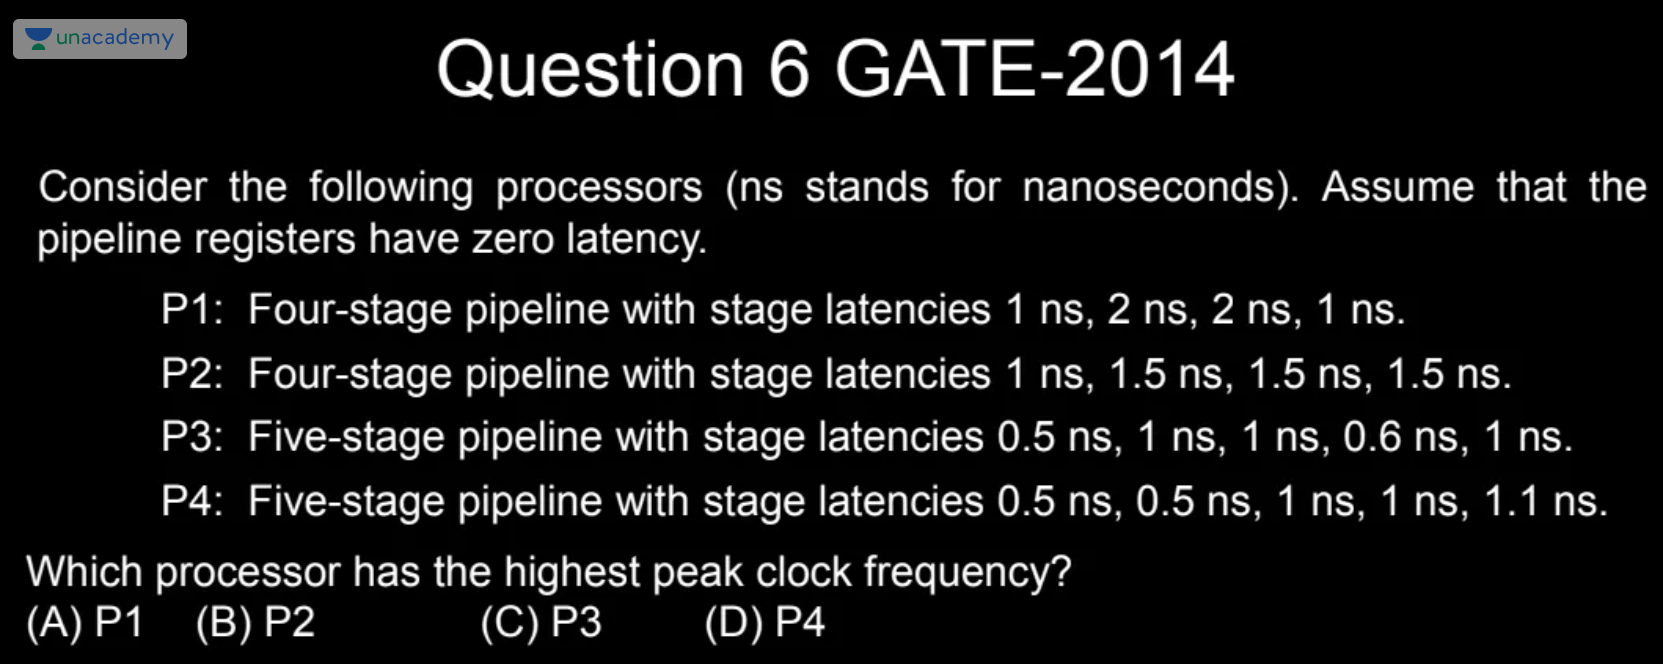 unacademy
Question 6 GATE-2014
Consider the following processors (ns stands for nanoseconds). Assume that the
pipeline registers have zero latency.
P1: Four-stage pipeline with stage latencies 1 ns, 2 ns, 2 ns, 1 ns.
P2: Four-stage pipeline with stage latencies 1 ns, 1.5 ns, 1.5 ns, 1.5 ns.
P3: Five-stage pipeline with stage latencies 0.5 ns, 1 ns, 1 ns, 0.6 ns, 1 ns.
P4: Five-stage pipeline with stage latencies 0.5 ns, 0.5 ns, 1 ns, 1 ns, 1.1 ns.
Which processor has the highest peak clock frequency?
(A) P1 (B) P2 (C) P3 (D) P4